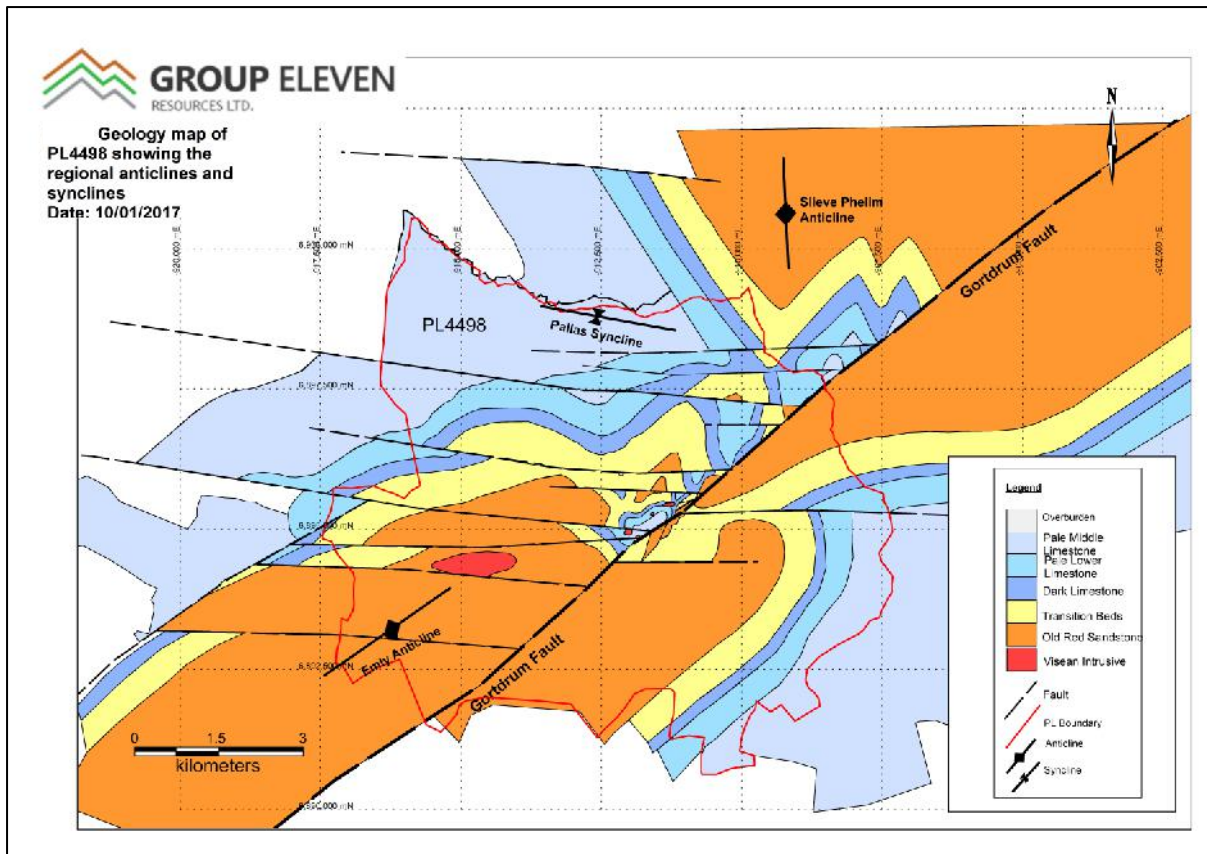 GROUP ELEVEN
RESOURCES LTD.
Geology map of
PL4498 showing the
regional anticlines and
synclines
Date: 10/01/2017
N
Slieve Phelim
Anticline
Gortdrum Fault
PL4498
Pallas Syncline
Emly Anticline
Gortdrum Fault
0 1.5 3
kilometers
Legend
Overburden
Pale Middle
Limestone
Pale Lower
Limestone
Dark Limestone
Transition Beds
Old Red Sandstone
Visean Intrusive
Fault
PL Boundary
Anticline
Syncline